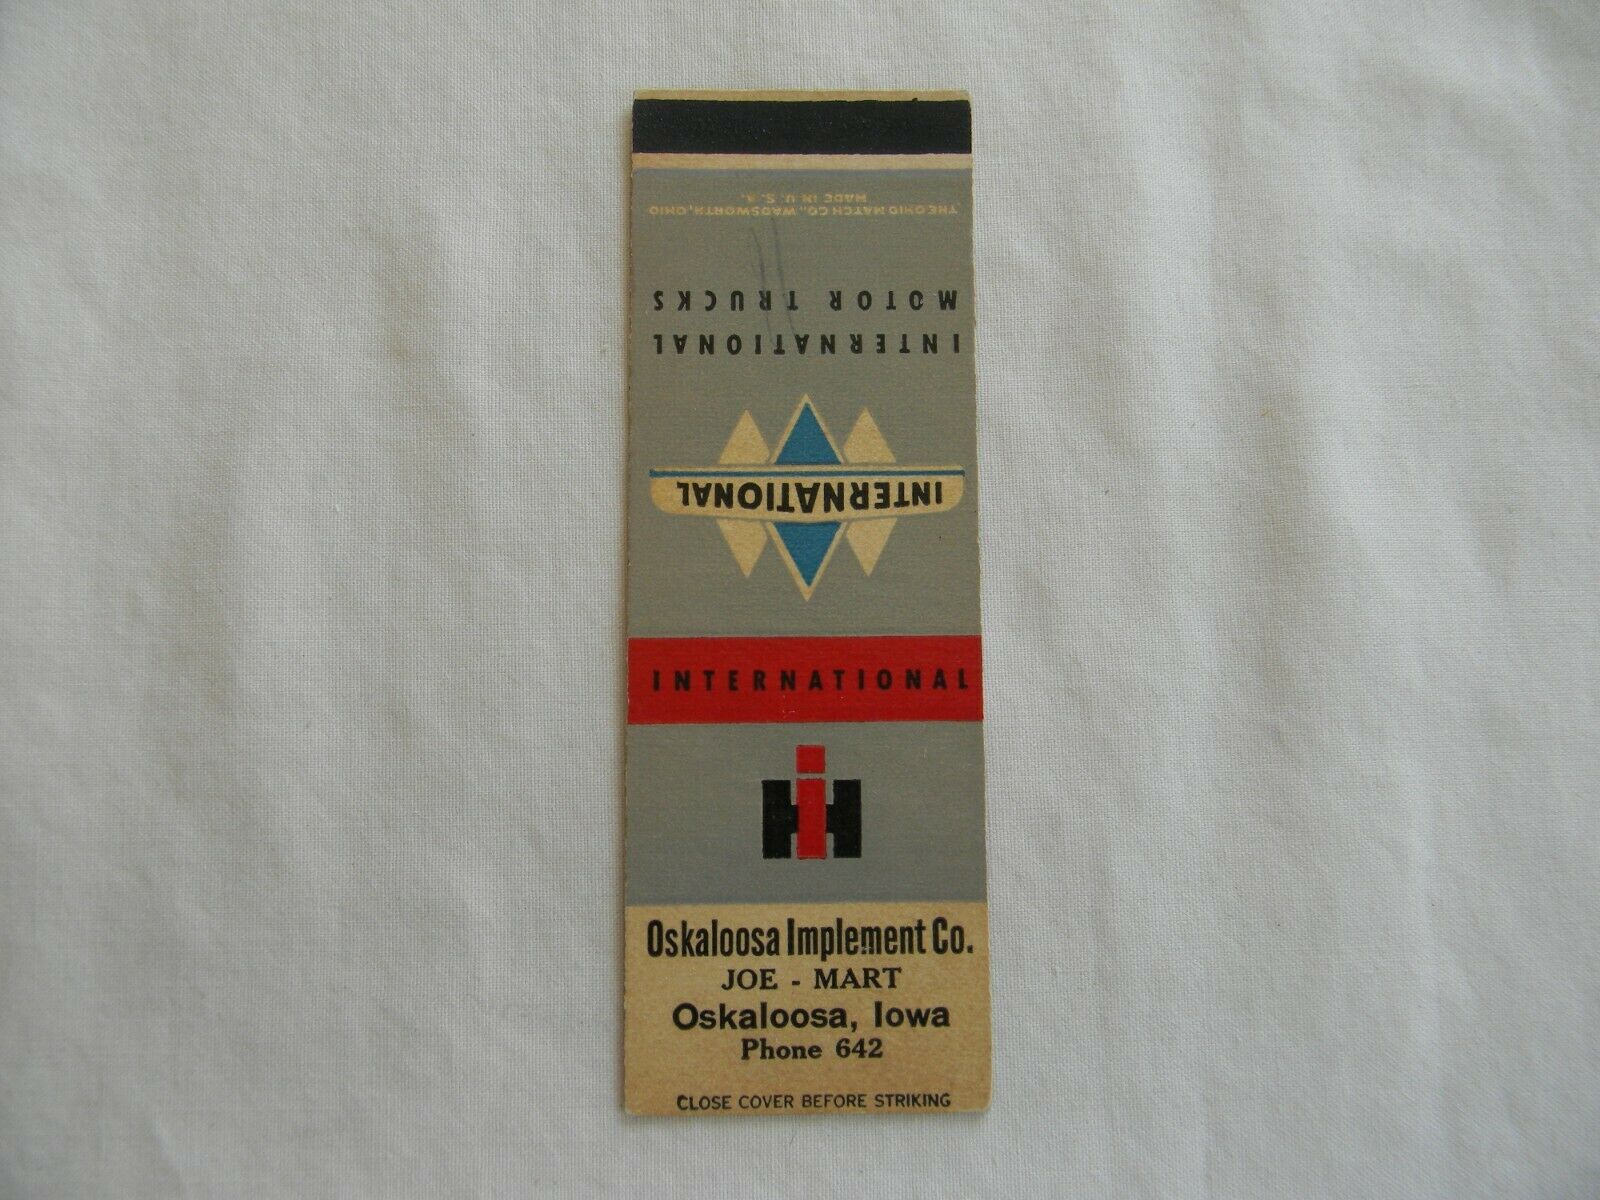 THE OHIO MATCH CO., WADSWORTH, OHIO
MADE IN U. S. A.
INTERNATIONAL
MOTOR TRUCKS
INTERNATIONAL
INTERNATIONAL
IH
Oskaloosa Implement Co.
JOE - MART
Oskaloosa, Iowa
Phone 642
CLOSE COVER BEFORE STRIKING